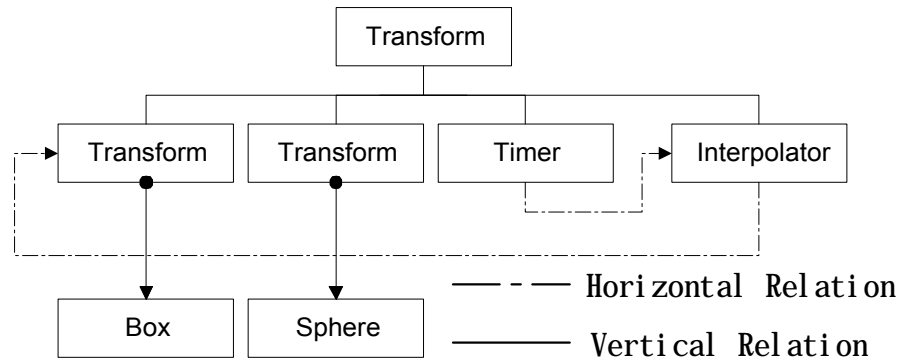 Transform
Transform
Transform
Timer
Interpolator
Box
Sphere
Horizontal Relation
Vertical Relation